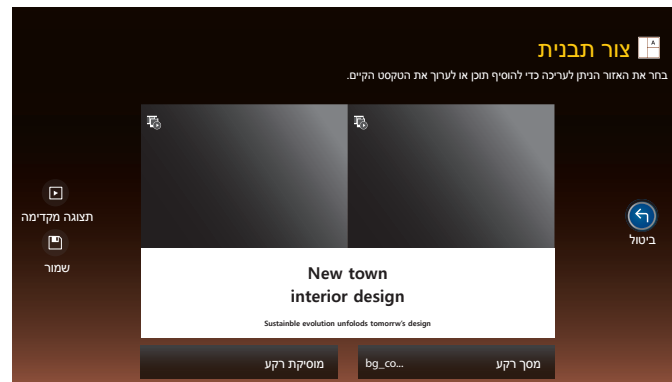 צור תבנית
בחר את האזור הניתן לעריכה כדי להוסיף תוכן או לערוך את הטקסט הקיים.
ביטול
תצוגה מקדימה
שמור
New town
interior design
Sustainble evolution unfolods tomorrw's design
מסך רקע
bg_co...
מוסיקת רקע